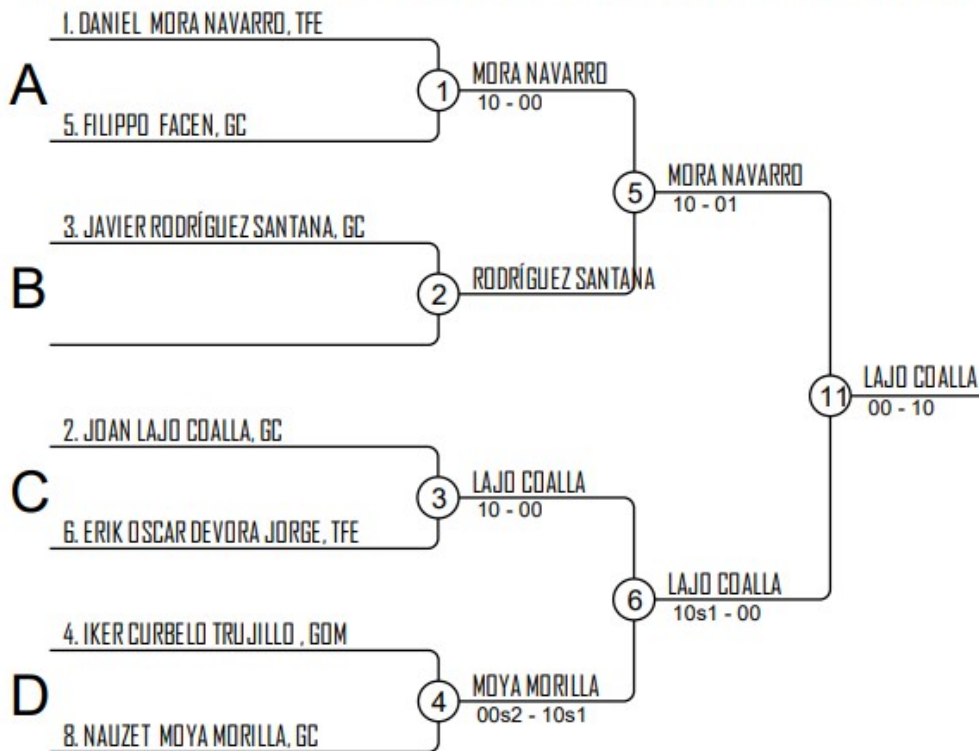 1. DANIEL MORA NAVARRO, TFE
A
1
MORA NAVARRO
10 - 00
5. FILIPPO FACEN, GC
5
MORA NAVARRO
10 - 01
3. JAVIER RODRÍGUEZ SANTANA, GC
B
2
RODRÍGUEZ SANTANA
11
LAJO COALLA
00 - 10
2. JOAN LAJO COALLA, GC
C
3
LAJO COALLA
10 - 00
6. ERIK OSCAR DEVORA JORGE, TFE
6
LAJO COALLA
10s1 - 00
4. IKER CURBELO TRUJILLO , GOM
D
4
MOYA MORILLA
00s2 - 10s1
8. NAUZET MOYA MORILLA, GC